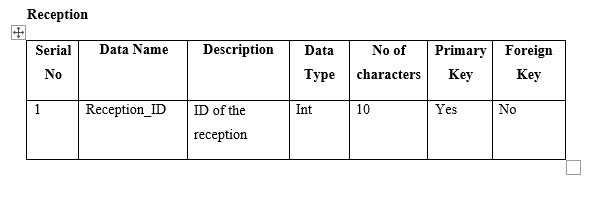 Reception
Serial No | Data Name | Description | Data Type | No of characters | Primary Key | Foreign Key
1 | Reception_ID | ID of the reception | Int | 10 | Yes | No